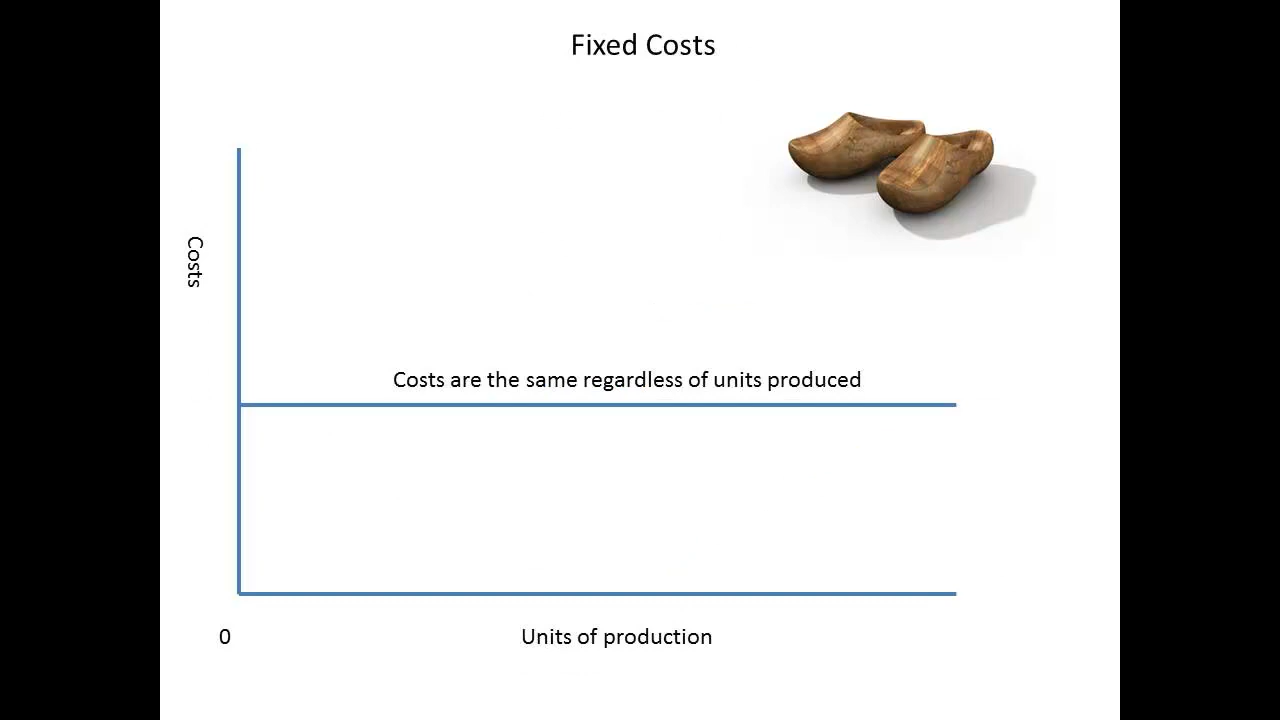 Fixed Costs
Costs
Costs are the same regardless of units produced
0
Units of production